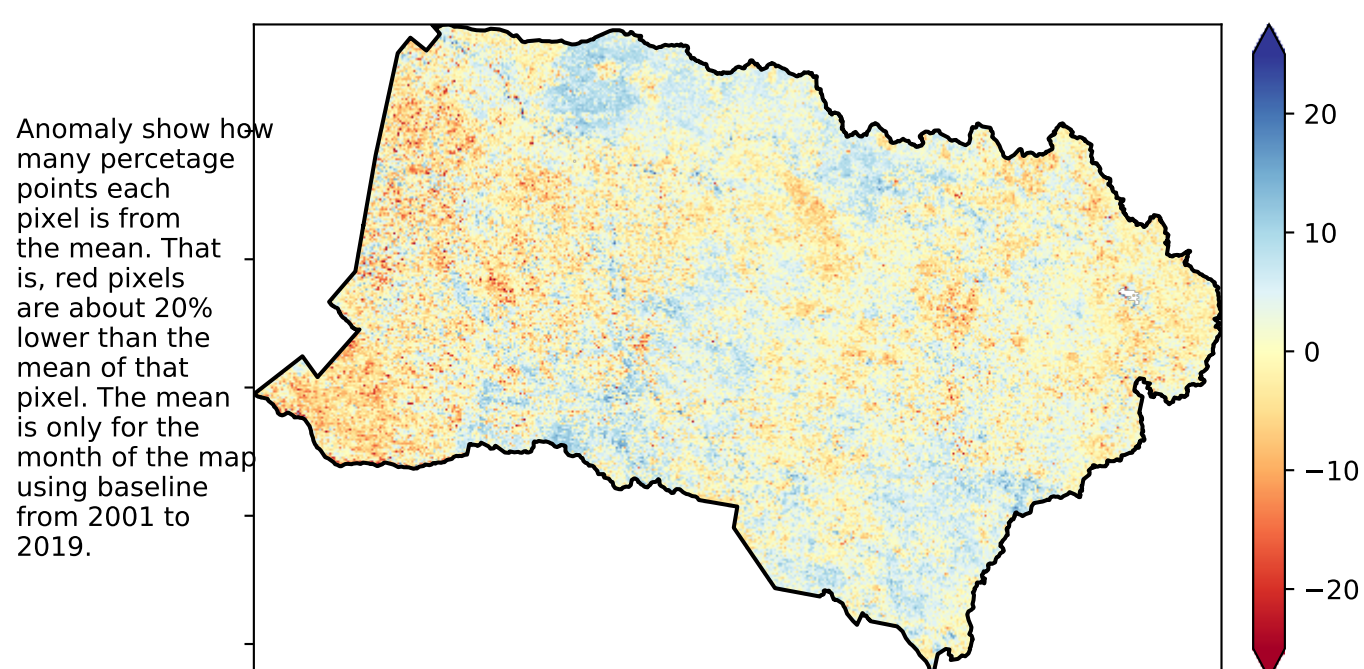 Anomaly show how
many percetage
points each
pixel is from
the mean. That
is, red pixels
are about 20%
lower than the
mean of that
pixel. The mean
is only for the
month of the map
using baseline
from 2001 to
2019.
20
10
0
−10
−20